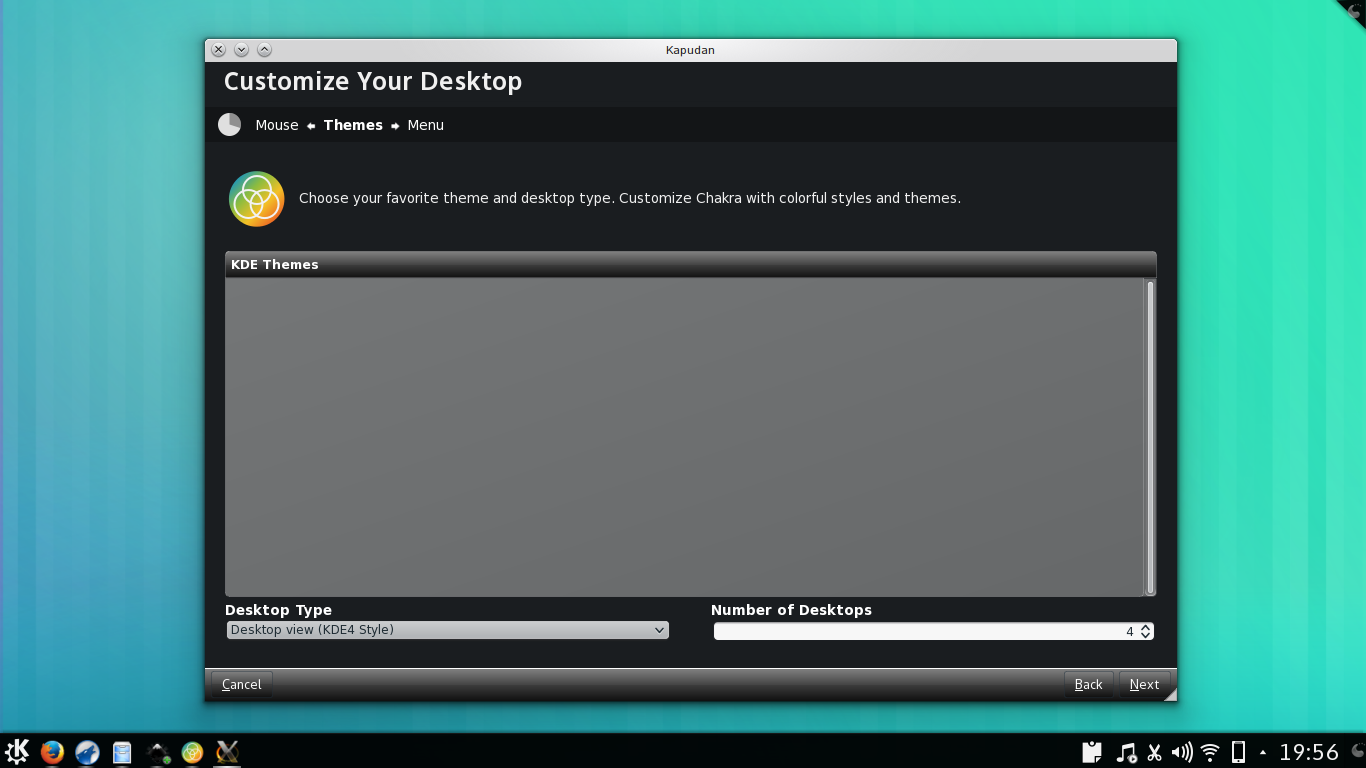 Kapudan
Customize Your Desktop
Mouse Themes Menu
Choose your favorite theme and desktop type. Customize Chakra with colorful styles and themes.
KDE Themes
Desktop Type
Number of Desktops
Desktop view (KDE4 Style)
4
Cancel
Back
Next
19:56